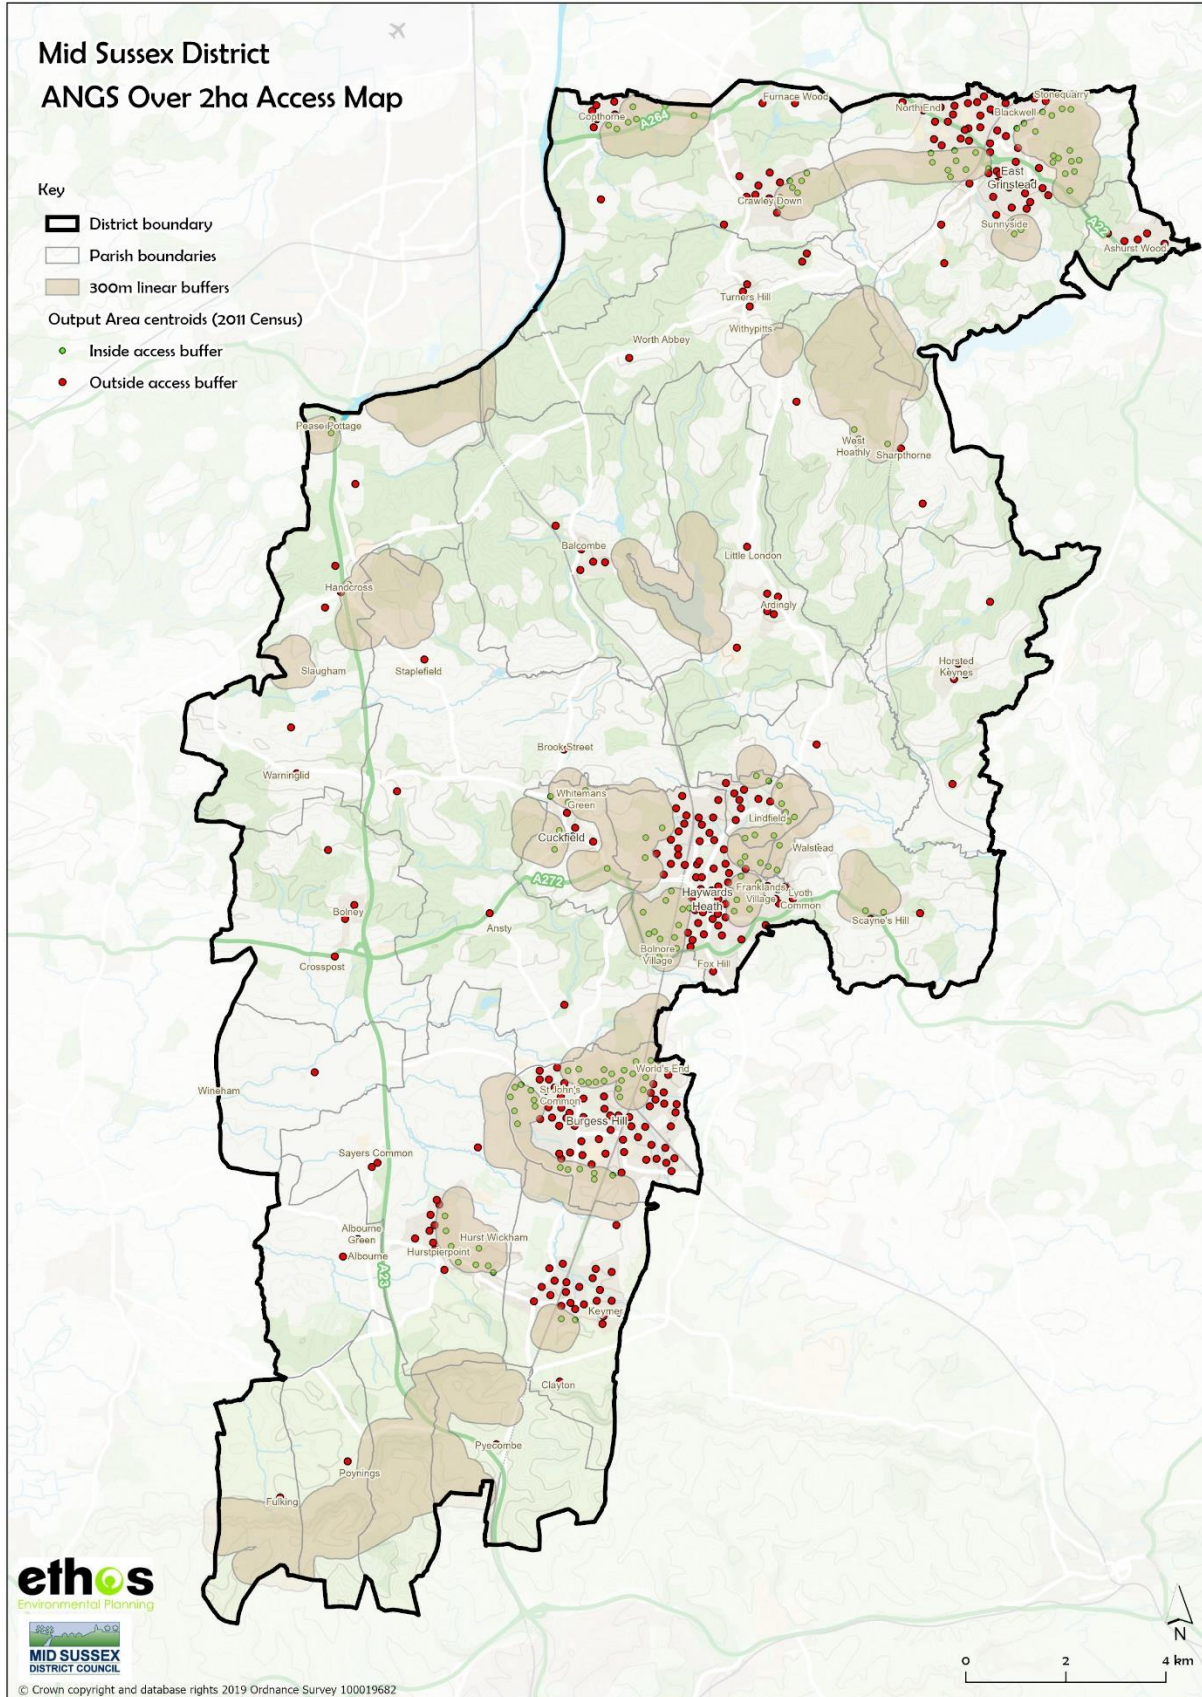 Mid Sussex District
ANGS Over 2ha Access Map
Key
District boundary
Parish boundaries
300m linear buffers
Output Area centroids (2011 Census)
Inside access buffer
Outside access buffer
Copthorne
A264
Furnace Wood
North End
Stonequarry
Blackwell
East
Grinstead
Crawley Down
Sunnyside
A22
Ashurst Wood
Turners Hill
Withypitts
Worth Abbey
Pease Pottage
West
Hoathly
Sharpthorne
Balcombe
Little London
Handcross
Ardingly
Slaugham
Staplefield
Horsted
Keynes
Brook Street
Warninglid
Whitemans
Green
Cuckfield
Lindfield
Walstead
A272
Haywards
Heath
Franklands
Village
Lyoth
Common
Bolney
Ansty
Scayne's Hill
Crosspost
Bolnore
Village
Fox Hill
Wineham
World's End
St John's
Common
Burgess Hill
Sayers Common
Albourne
Green
Albourne
Hurst Wickham
Hurstpierpoint
A23
Keymer
Clayton
Pyecombe
Poynings
Fulking
ethos
Environmental Planning
MID SUSSEX
DISTRICT COUNCIL
N
0 2 4 km
© Crown copyright and database rights 2019 Ordnance Survey 100019682